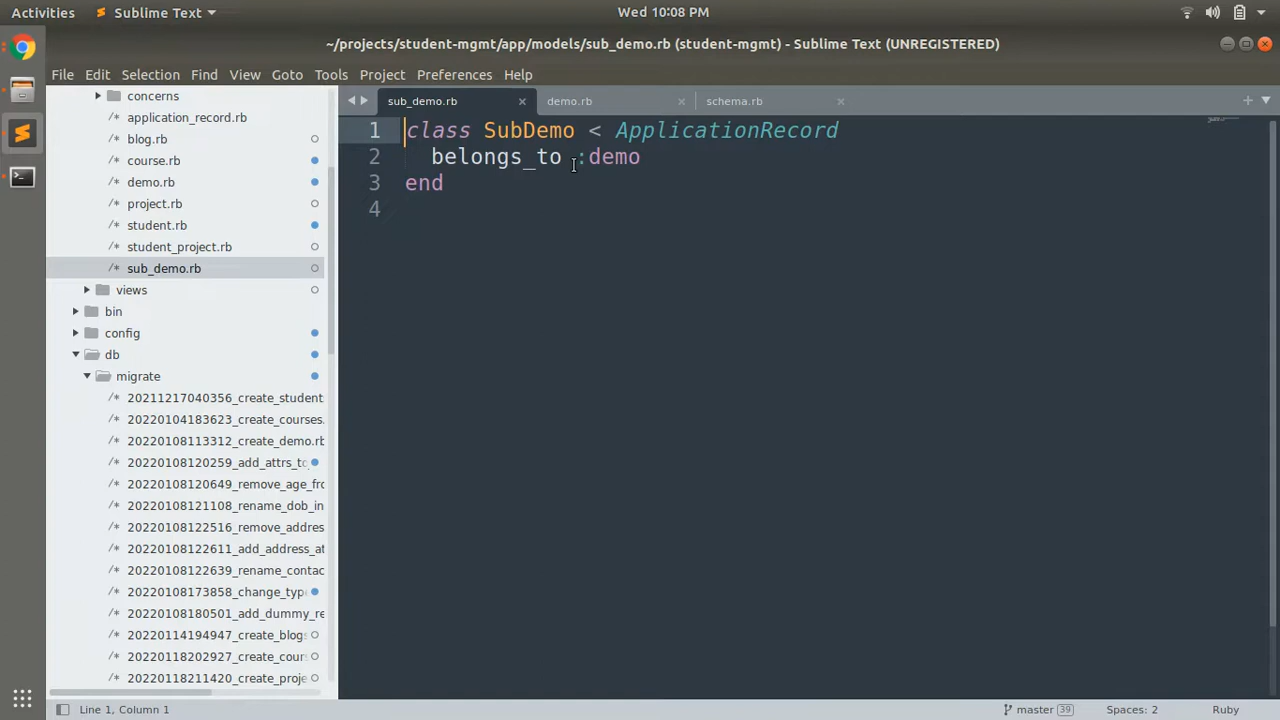 Activities
Sublime Text
Wed 10:08 PM
~/projects/student-mgmt/app/models/sub_demo.rb (student-mgmt) - Sublime Text (UNREGISTERED)
File Edit Selection Find View Goto Tools Project Preferences Help
concerns
application_record.rb
blog.rb
course.rb
demo.rb
project.rb
student.rb
student_project.rb
sub_demo.rb
views
bin
config
db
migrate
20211217040356_create_student
20220104183623_create_courses.
20220108113312_create_demo.rb
20220108120259_add_attrs_to
20220108120649_remove_age_fro
20220108121108_rename_dob_in
20220108122516_remove_addres
20220108122611_add_address_at
20220108122639_rename_contac
20220108173858_change_type
20220108180501_add_dummy_re
20220114194947_create_blogs
20220118202927_create_cour
20220118211420_create_proje
sub_demo.rb
demo.rb
schema.rb
1 class SubDemo < ApplicationRecord
2 belongs_to :demo
3 end
4
Line 1, Column 1
master 39
Spaces: 2
Ruby